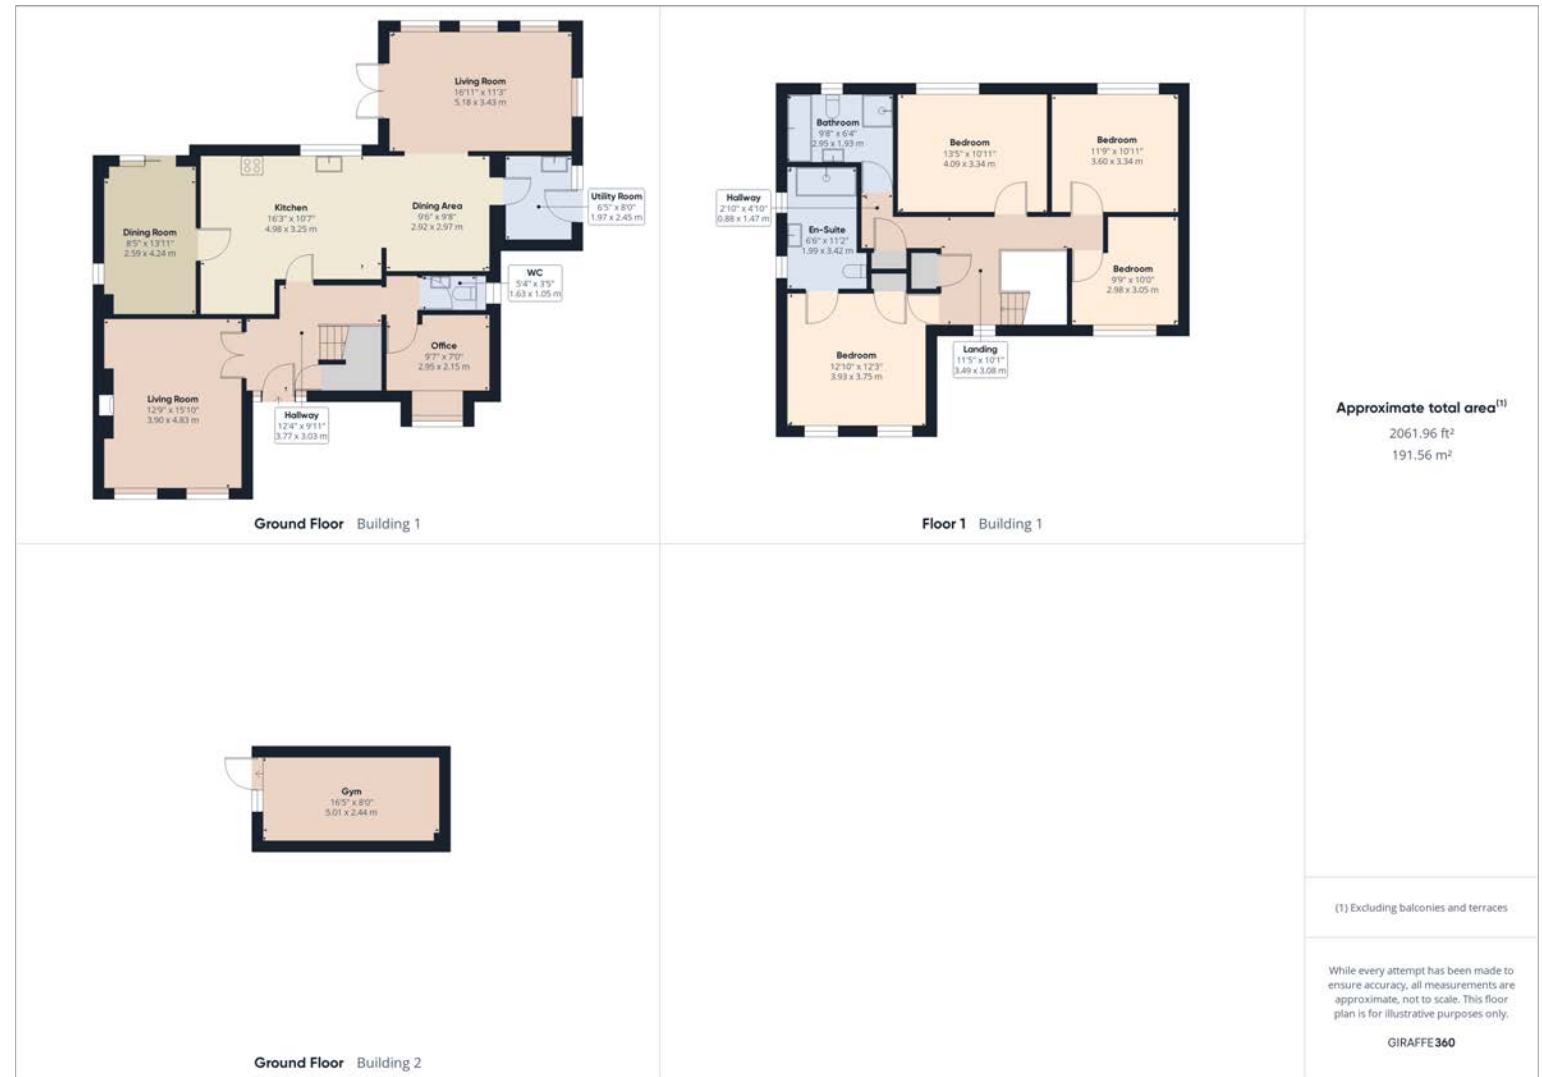 Living Room
16'11" x 11'3"
5.18 x 3.43 m
Kitchen
16'3" x 10'7"
4.98 x 3.25 m
Dining Area
9'6" x 9'8"
2.92 x 2.97 m
Utility Room
6'5" x 8'0"
1.97 x 2.45 m
Dining Room
8'5" x 13'11"
2.59 x 4.24 m
WC
5'4" x 3'5"
1.63 x 1.05 m
Office
9'7" x 7'0"
2.95 x 2.15 m
Living Room
12'9" x 15'10"
3.90 x 4.83 m
Hallway
12'4" x 9'11"
3.77 x 3.03 m
Ground Floor Building 1
Bathroom
9'8" x 6'4"
2.95 x 1.93 m
Bedroom
13'5" x 10'11"
4.09 x 3.34 m
Bedroom
11'9" x 10'11"
3.60 x 3.34 m
Hallway
2'10" x 4'10"
0.88 x 1.47 m
En-Suite
6'6" x 11'2"
1.99 x 3.42 m
Bedroom
9'9" x 10'0"
2.98 x 3.05 m
Bedroom
12'10" x 12'3"
3.93 x 3.75 m
Landing
11'5" x 10'1"
3.49 x 3.08 m
Floor 1 Building 1
Gym
16'5" x 8'0"
5.01 x 2.44 m
Ground Floor Building 2
Approximate total area(1)
2061.96 ft²
191.56 m²
(1) Excluding balconies and terraces
While every attempt has been made to
ensure accuracy, all measurements are
approximate, not to scale. This floor
plan is for illustrative purposes only.
GIRAFFE360